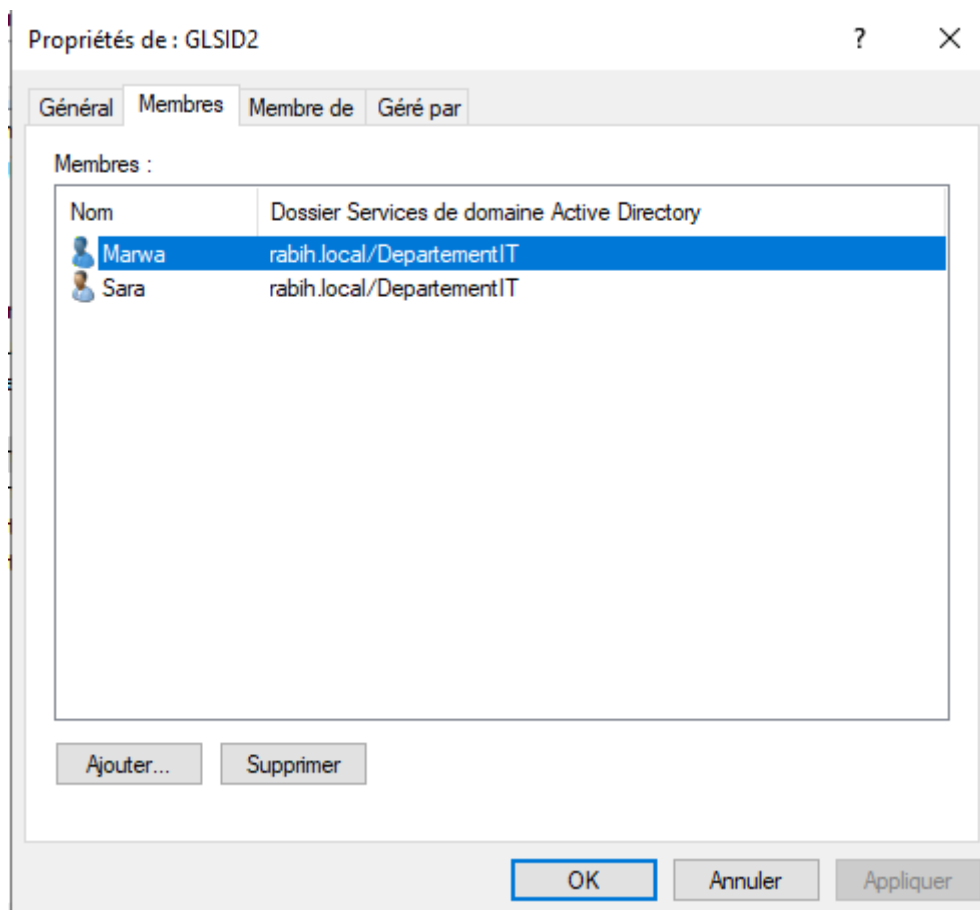 Propriétés de : GLSID2 ?
Général Membres Membre de Géré par
Membres :
Nom Dossier Services de domaine Active Directory
Marwa rabih.local/DepartementIT
Sara rabih.local/DepartementIT
Ajouter... Supprimer
OK Annuler Appliquer